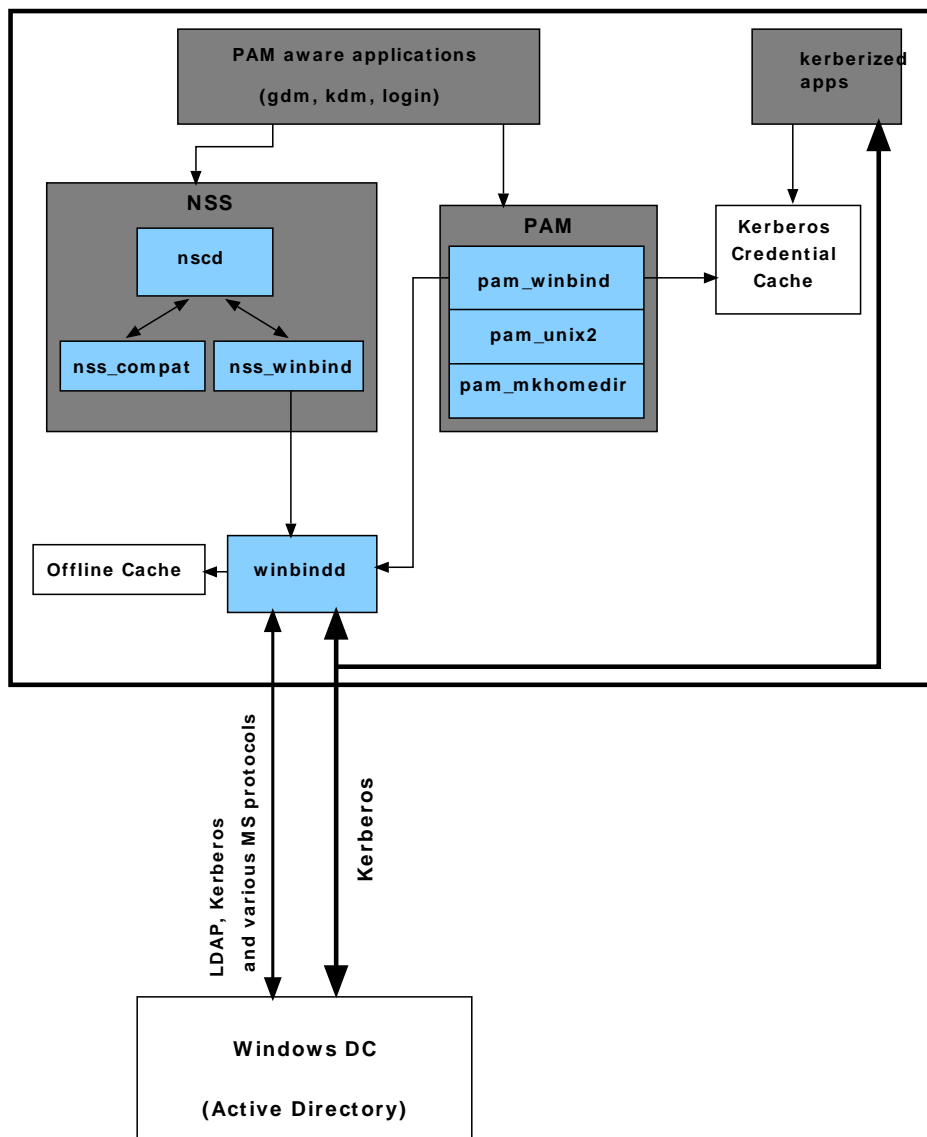 PAM aware applications
(gdm, kdm, login)
kerberized
apps
NSS
nscd
nss_compat
nss_winbind
PAM
pam_winbind
pam_unix2
pam_mkhomedir
Kerberos
Credential
Cache
Offline Cache
winbindd
LDAP, Kerberos
and various MS protocols
Kerberos
Windows DC
(Active Directory)